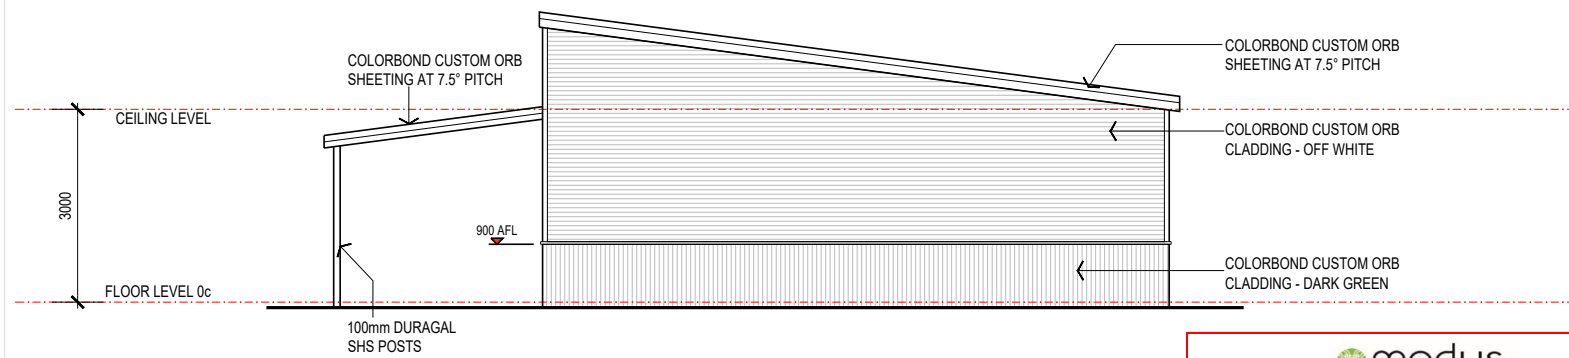 COLORBOND CUSTOM ORB
SHEETING AT 7.5° PITCH
COLORBOND CUSTOM ORB
SHEETING AT 7.5° PITCH
CEILING LEVEL
COLORBOND CUSTOM ORB
CLADDING - OFF WHITE
3000
900 AFL
COLORBOND CUSTOM ORB
CLADDING - DARK GREEN
FLOOR LEVEL 0c
100mm DURAGAL
SHS POSTS
modus